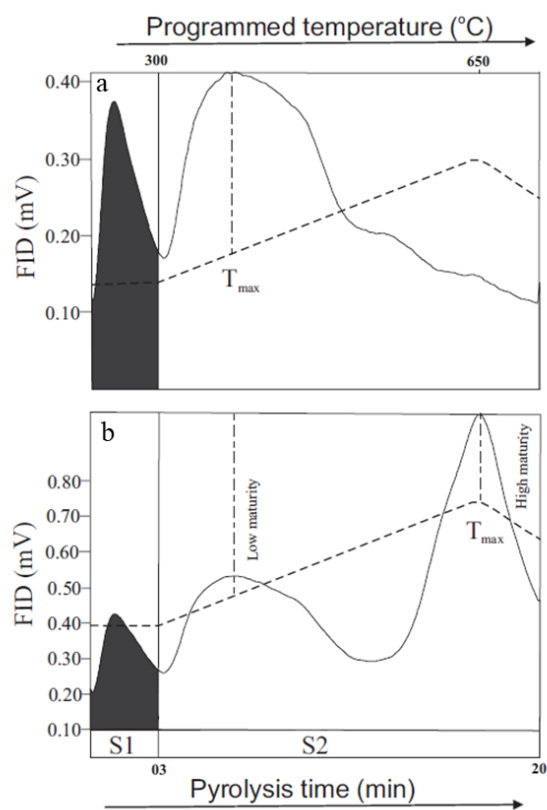 Programmed temperature (°C)
300 650
a
0.40
0.30
0.20
0.10
FID (mV)
Tmax
b
0.80
0.70
0.60
0.50
0.40
0.30
0.20
0.10
FID (mV)
Low maturity
High maturity
Tmax
S1 S2
03 20
Pyrolysis time (min)